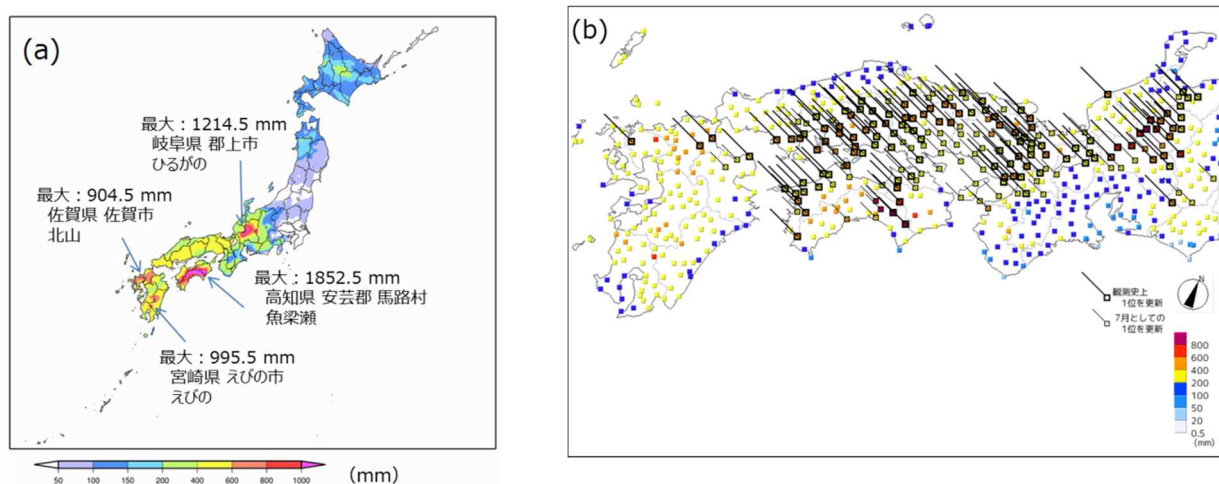 (a)
最大：1214.5 mm
岐阜県 郡上市
ひるがの
最大：904.5 mm
佐賀県 佐賀市
北山
最大：1852.5 mm
高知県 安芸郡 馬路村
魚梁瀬
最大：995.5 mm
宮崎県 えびの市
えびの
50 100 150 200 400 600 800 1000 (mm)
(b)
観測史上
1位を更新
7月としての
1位を更新
N
800
600
400
200
100
50
20
0.5
(mm)